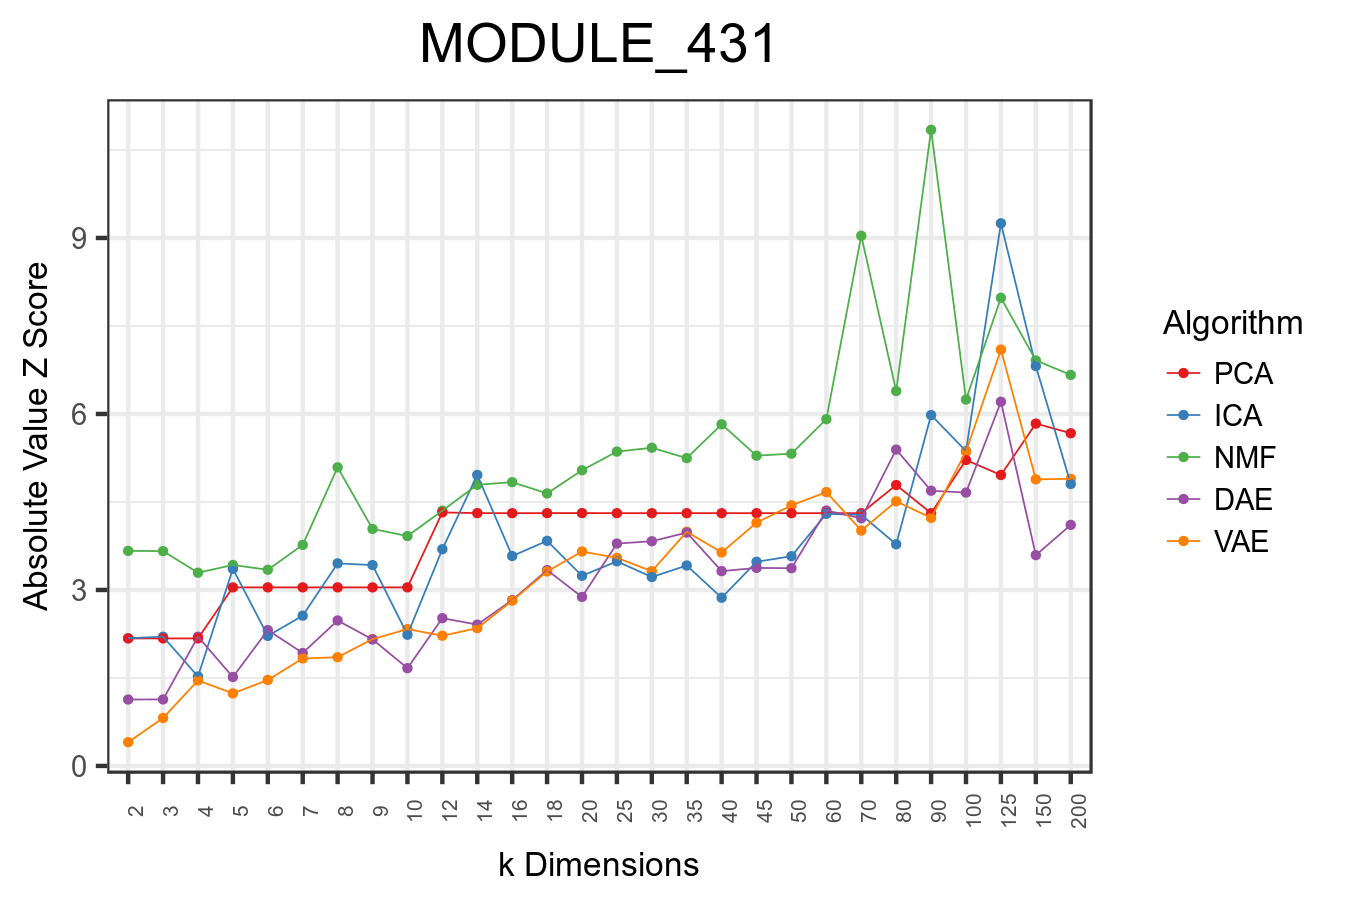 MODULE_431
Absolute Value Z Score
9
6
3
0
2 3 4 5 6 7 8 9 10 12 14 16 18 20 25 30 35 40 45 50 60 70 80 90 100 125 150 200
k Dimensions
Algorithm
PCA
ICA
NMF
DAE
VAE